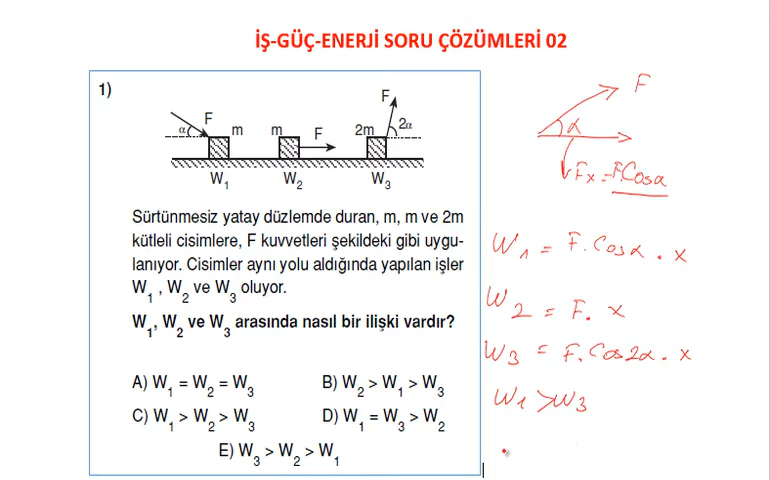 İŞ-GÜÇ-ENERJİ SORU ÇÖZÜMLERİ 02
1)
F
α
m
m
F
F
2m
2α
W1
W2
W3
Sürtünmesiz yatay düzlemde duran, m, m ve 2m
kütleli cisimlere, F kuvvetleri şekildeki gibi uygu-
lanıyor. Cisimler aynı yolu aldığında yapılan işler
W1 , W2 ve W3 oluyor.
W1, W2 ve W3 arasında nasıl bir ilişki vardır?
A) W1 = W2 = W3
B) W2 > W1 > W3
C) W1 > W2 > W3
D) W1 = W3 > W2
E) W3 > W2 > W1
F
α
Fx = F.Cosα
W1 = F.Cosα . x
W2 = F. x
W3 = F.Cos2α . x
W1 > W3